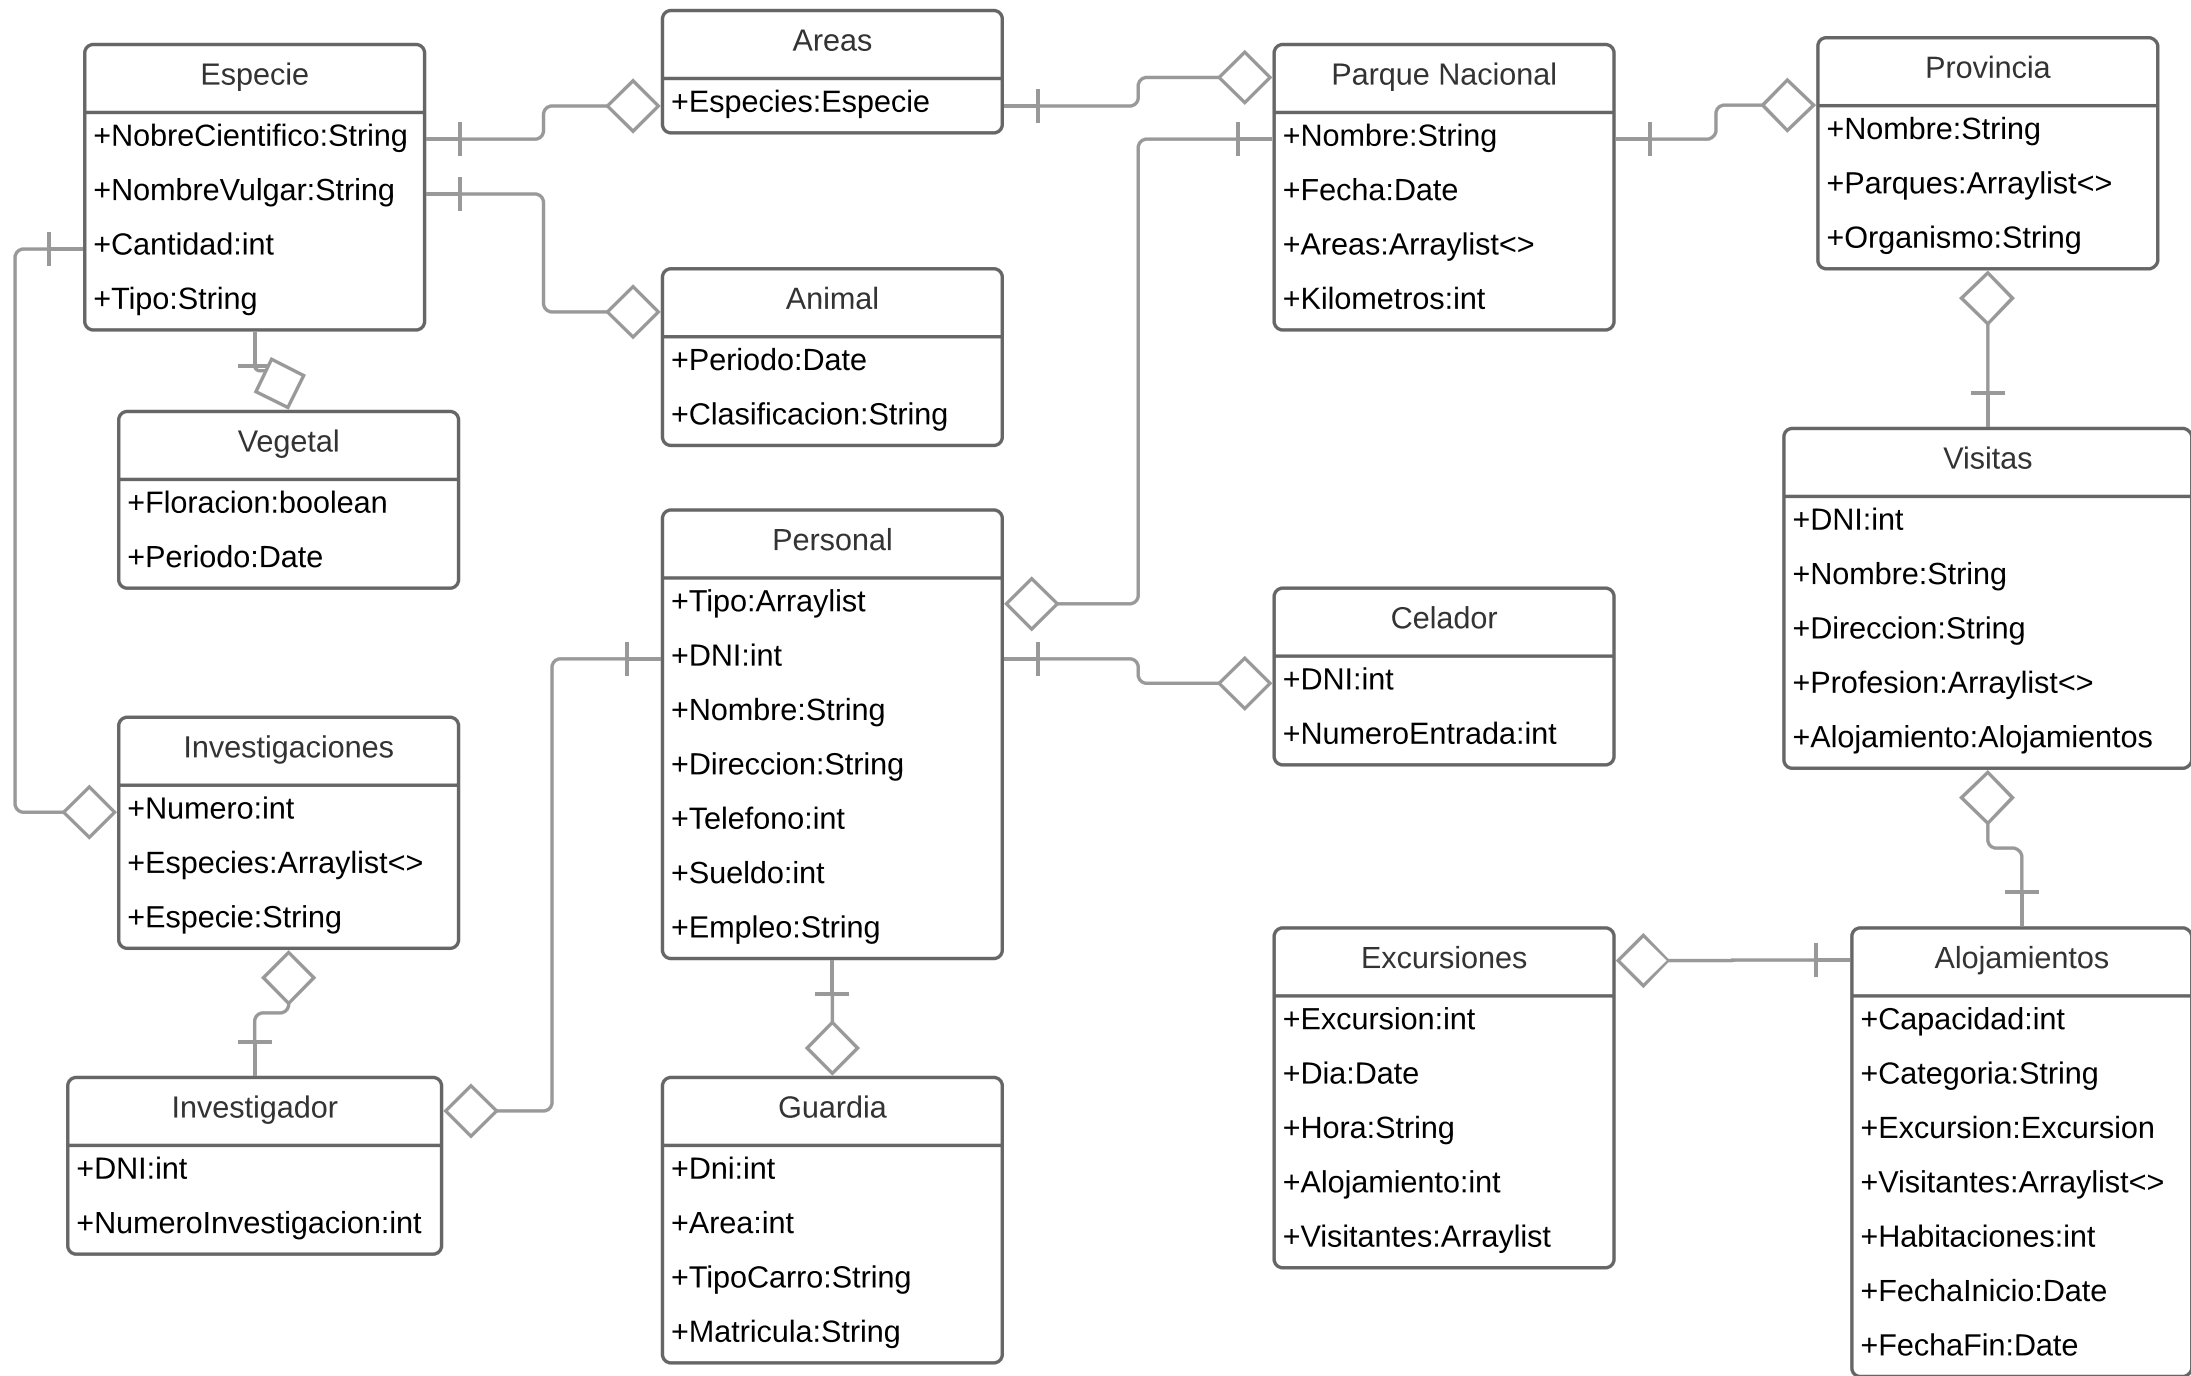 Especie
+NobreCientifico:String
+NombreVulgar:String
+Cantidad:int
+Tipo:String
Areas
+Especies:Especie
Parque Nacional
+Nombre:String
+Fecha:Date
+Areas:Arraylist<>
+Kilometros:int
Provincia
+Nombre:String
+Parques:Arraylist<>
+Organismo:String
Animal
+Periodo:Date
+Clasificacion:String
Vegetal
+Floracion:boolean
+Periodo:Date
Personal
+Tipo:Arraylist
+DNI:int
+Nombre:String
+Direccion:String
+Telefono:int
+Sueldo:int
+Empleo:String
Celador
+DNI:int
+NumeroEntrada:int
Visitas
+DNI:int
+Nombre:String
+Direccion:String
+Profesion:Arraylist<>
+Alojamiento:Alojamientos
Investigaciones
+Numero:int
+Especies:Arraylist<>
+Especie:String
Investigador
+DNI:int
+NumeroInvestigacion:int
Guardia
+Dni:int
+Area:int
+TipoCarro:String
+Matricula:String
Excursiones
+Excursion:int
+Dia:Date
+Hora:String
+Alojamiento:int
+Visitantes:Arraylist
Alojamientos
+Capacidad:int
+Categoria:String
+Excursion:Excursion
+Visitantes:Arraylist<>
+Habitaciones:int
+FechaInicio:Date
+FechaFin:Date